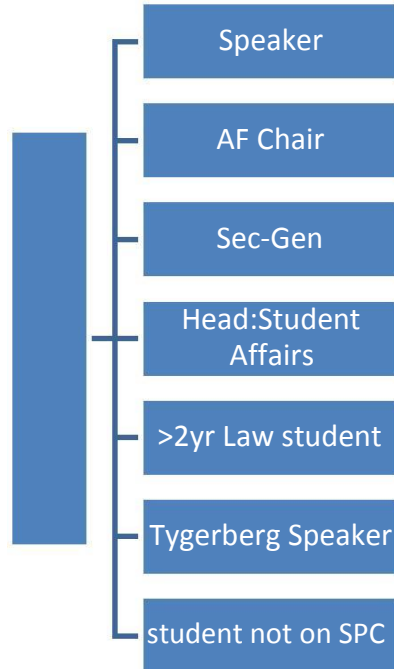 Speaker
AF Chair
Sec-Gen
Head:Student
Affairs
>2yr Law student
Tygerberg Speaker
student not on SPC